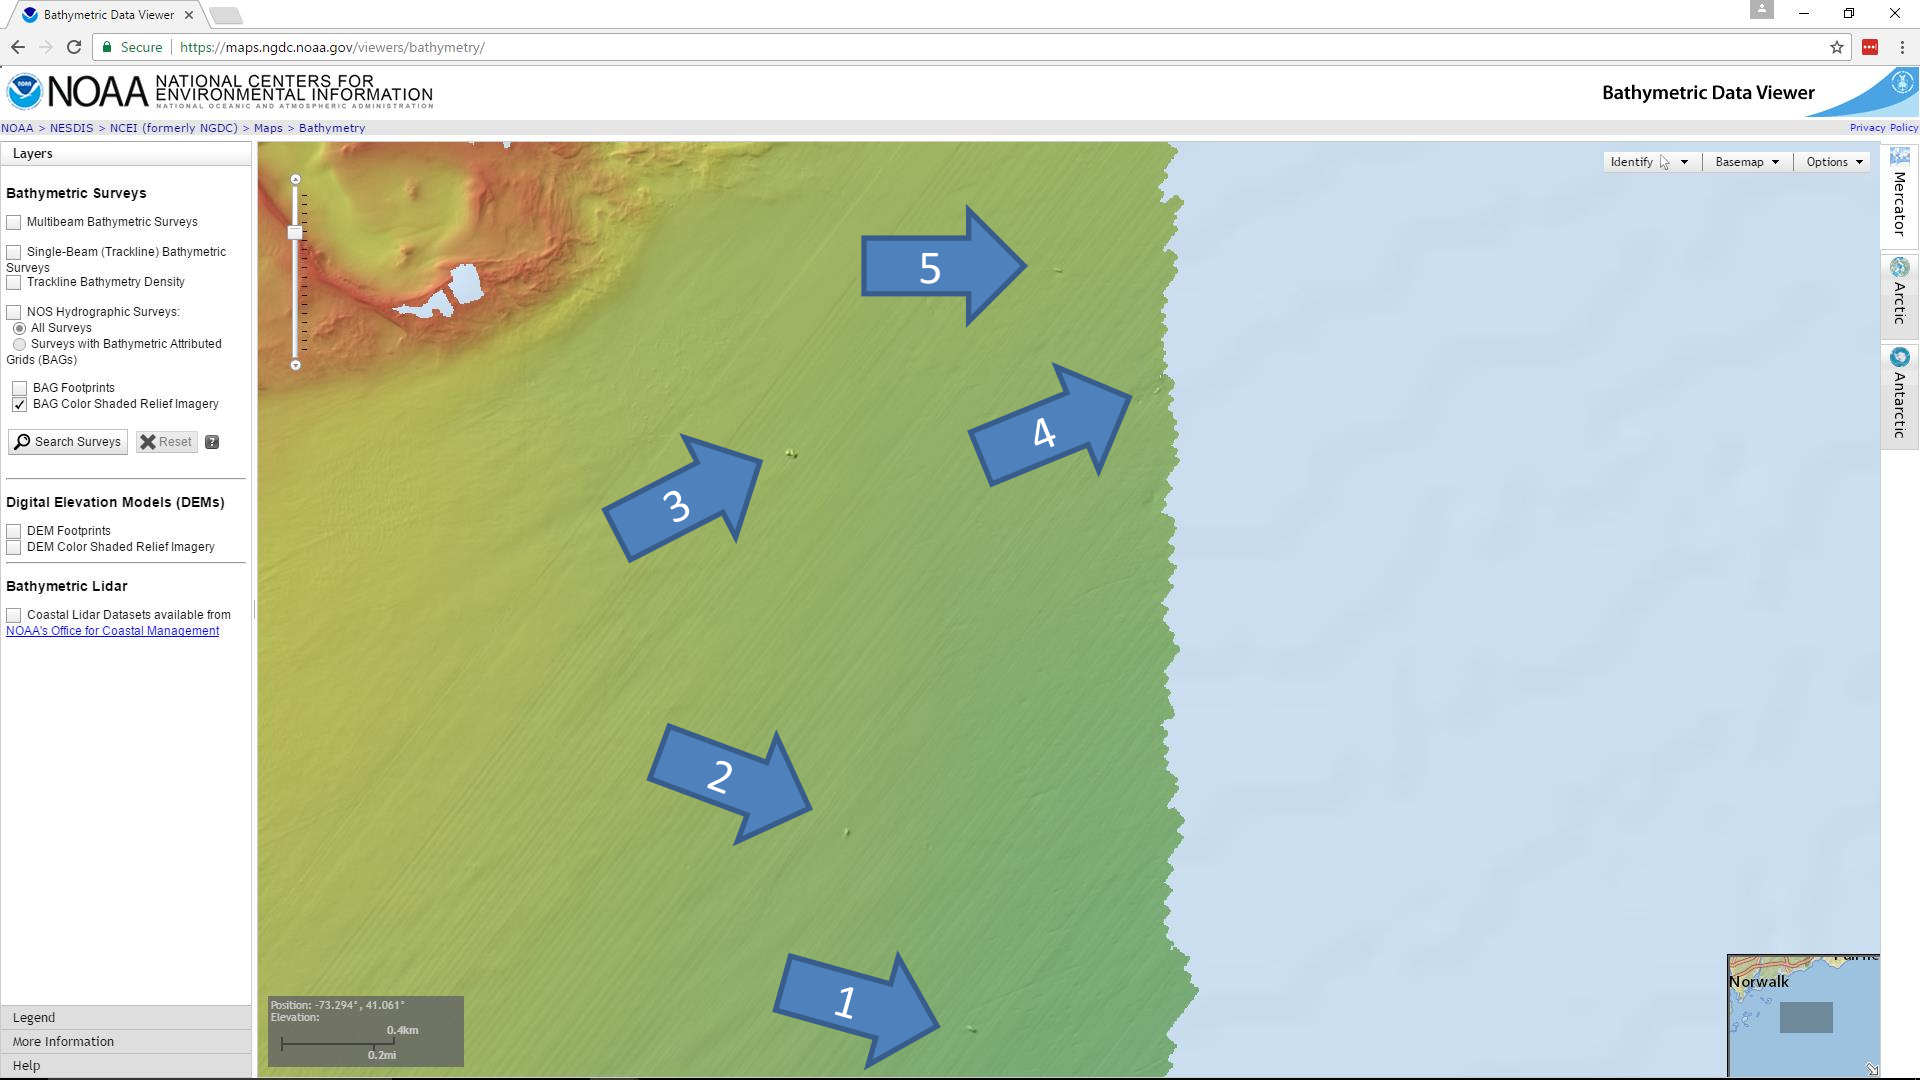 Bathymetric Data Viewer
Secure https://maps.ngdc.noaa.gov/viewers/bathymetry/
NOAA
NATIONAL CENTERS FOR
ENVIRONMENTAL INFORMATION
NATIONAL OCEANIC AND ATMOSPHERIC ADMINISTRATION
Bathymetric Data Viewer
NOAA > NESDIS > NCEI (formerly NGDC) > Maps > Bathymetry
Privacy Policy
Layers
Bathymetric Surveys
Multibeam Bathymetric Surveys
Single-Beam (Trackline) Bathymetric
Surveys
Trackline Bathymetry Density
NOS Hydrographic Surveys:
All Surveys
Surveys with Bathymetric Attributed
Grids (BAGs)
BAG Footprints
BAG Color Shaded Relief Imagery
Search Surveys
Reset
?
Digital Elevation Models (DEMs)
DEM Footprints
DEM Color Shaded Relief Imagery
Bathymetric Lidar
Coastal Lidar Datasets available from
NOAA's Office for Coastal Management
Legend
More Information
Help
Identify
Basemap
Options
Mercator
Arctic
Antarctic
5
4
3
2
1
Position: -73.294°, 41.061°
Elevation:
0.4km
0.2mi
Norwalk